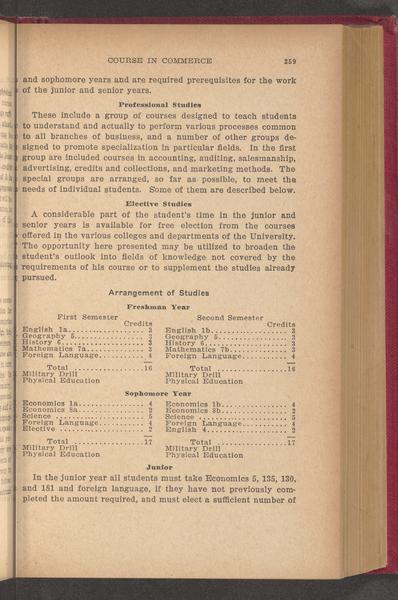 COURSE IN COMMERCE 259
and sophomore years and are required prerequisites for the work
of the junior and senior years.
Professional Studies
These include a group of courses designed to teach students
to understand and actually to perform various processes common
to all branches of business, and a number of other groups de-
signed to promote specialization in particular fields. In the first
group are included courses in accounting, auditing, salesmanship,
advertising, credits and collections, and marketing methods. The
special groups are arranged, so far as possible, to meet the
needs of individual students. Some of them are described below.
Elective Studies
A considerable part of the student's time in the junior and
senior years is available for free election from the courses
offered in the various colleges and departments of the University.
The opportunity here presented may be utilized to broaden the
student's outlook into fields of knowledge not covered by the
requirements of his course or to supplement the studies already
pursued.
Arrangement of Studies
Freshman Year
First Semester Second Semester
Credits Credits
English 1a 3 English 1b 3
Geography 5 Geography 5
History 6 3 History 6 3
Mathematics 7a 3 Mathematics 7b 3
Foreign Language 4 Foreign Language 4
Total 16 Total 16
Military Drill Military Drill
Physical Education Physical Education
Sophomore Year
Economics 1a 4 Economics 1b 4
Economics 8a 2 Economics 8b 2
Science 5 Science 5
Foreign Language 4 Foreign Language 4
Elective 2 English 4 2
Total 17 Total 17
Military Drill Military Drill
Physical Education Physical Education
Junior
In the junior year all students must take Economics 5, 135, 130,
and 181 and foreign language, if they have not previously com-
pleted the amount required, and must elect a sufficient number of